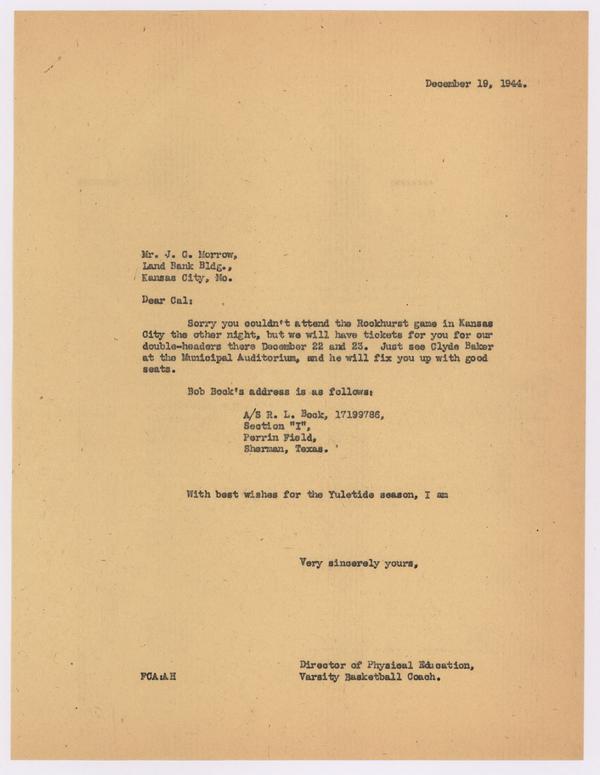 December 19, 1944.
Mr. J. C. Morrow,
Land Bank Bldg.,
Kansas City, Mo.
Dear Cal:
Sorry you couldn't attend the Rockhurst game in Kansas
City the other night, but we will have tickets for you for our
double-headers there December 22 and 23. Just see Clyde Baker
at the Municipal Auditorium, and he will fix you up with good
seats.
Bob Bock's address is as follows:
A/S R. L. Bock, 17199786,
Section "I",
Perrin Field,
Sherman, Texas.
With best wishes for the Yuletide season, I am
Very sincerely yours,
Director of Physical Education,
FCA:AH Varsity Basketball Coach.